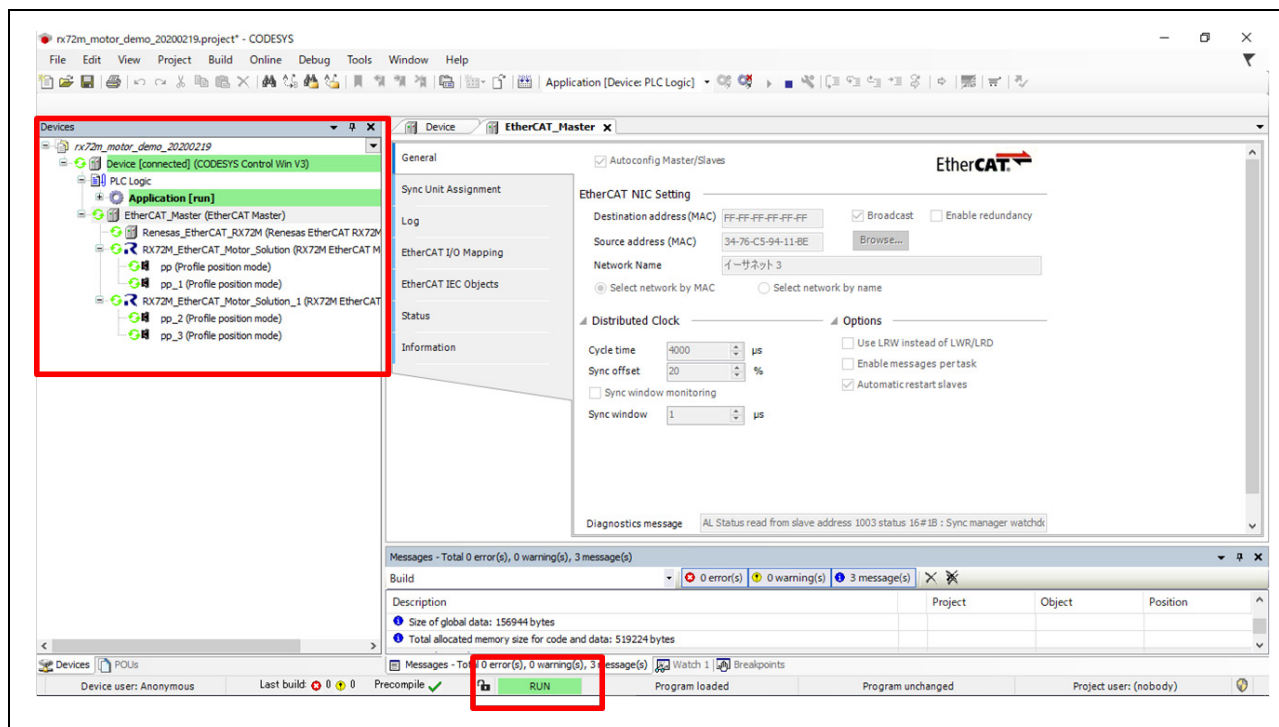 rx72m_motor_demo_20200219.project* - CODESYS
File Edit View Project Build Online Debug Tools Window Help
Application [Device: PLC Logic]
Devices
rx72m_motor_demo_20200219
Device [connected] (CODESYS Control Win V3)
PLC Logic
Application [run]
EtherCAT_Master (EtherCAT Master)
Renesas_EtherCAT_RX72M (Renesas EtherCAT RX72M
RX72M_EtherCAT_Motor_Solution (RX72M EtherCAT M
pp (Profile position mode)
pp_1 (Profile position mode)
RX72M_EtherCAT_Motor_Solution_1 (RX72M EtherCAT
pp_2 (Profile position mode)
pp_3 (Profile position mode)
Device EtherCAT_Master
General
Sync Unit Assignment
Log
EtherCAT I/O Mapping
EtherCAT IEC Objects
Status
Information
Autoconfig Master/Slaves
EtherCAT
EtherCAT NIC Setting
Destination address (MAC) FF-FF-FF-FF-FF-FF Broadcast Enable redundancy
Source address (MAC) 34-76-C5-94-11-BE Browse...
Network Name イーサネット 3
Select network by MAC Select network by name
Distributed Clock
Cycle time 4000 µs
Sync offset 20 %
Sync window monitoring
Sync window 1 µs
Options
Use LRW instead of LWR/LRD
Enable messages per task
Automatic restart slaves
Diagnostics message AL Status read from slave address 1003 status 16#1B : Sync manager watchdo
Messages - Total 0 error(s), 0 warning(s), 3 message(s)
Build 0 error(s) 0 warning(s) 3 message(s)
Description Project Object Position
Size of global data: 156944 bytes
Total allocated memory size for code and data: 519224 bytes
Devices POUs
Messages - Total 0 error(s), 0 warning(s), 3 message(s) Watch 1 Breakpoints
Device user: Anonymous Last build: 0 0 Precompile RUN Program loaded Program unchanged Project user: (nobody)